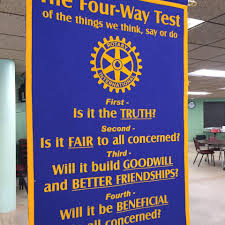 The Four-Way Test
of the things we think, say or do
ROTARY
INTERNATIONAL
First -
Is it the TRUTH?
Second -
Is it FAIR to all concerned?
Third -
Will it build GOODWILL
and BETTER FRIENDSHIPS?
Fourth -
Will it be BENEFICIAL
all concerned?